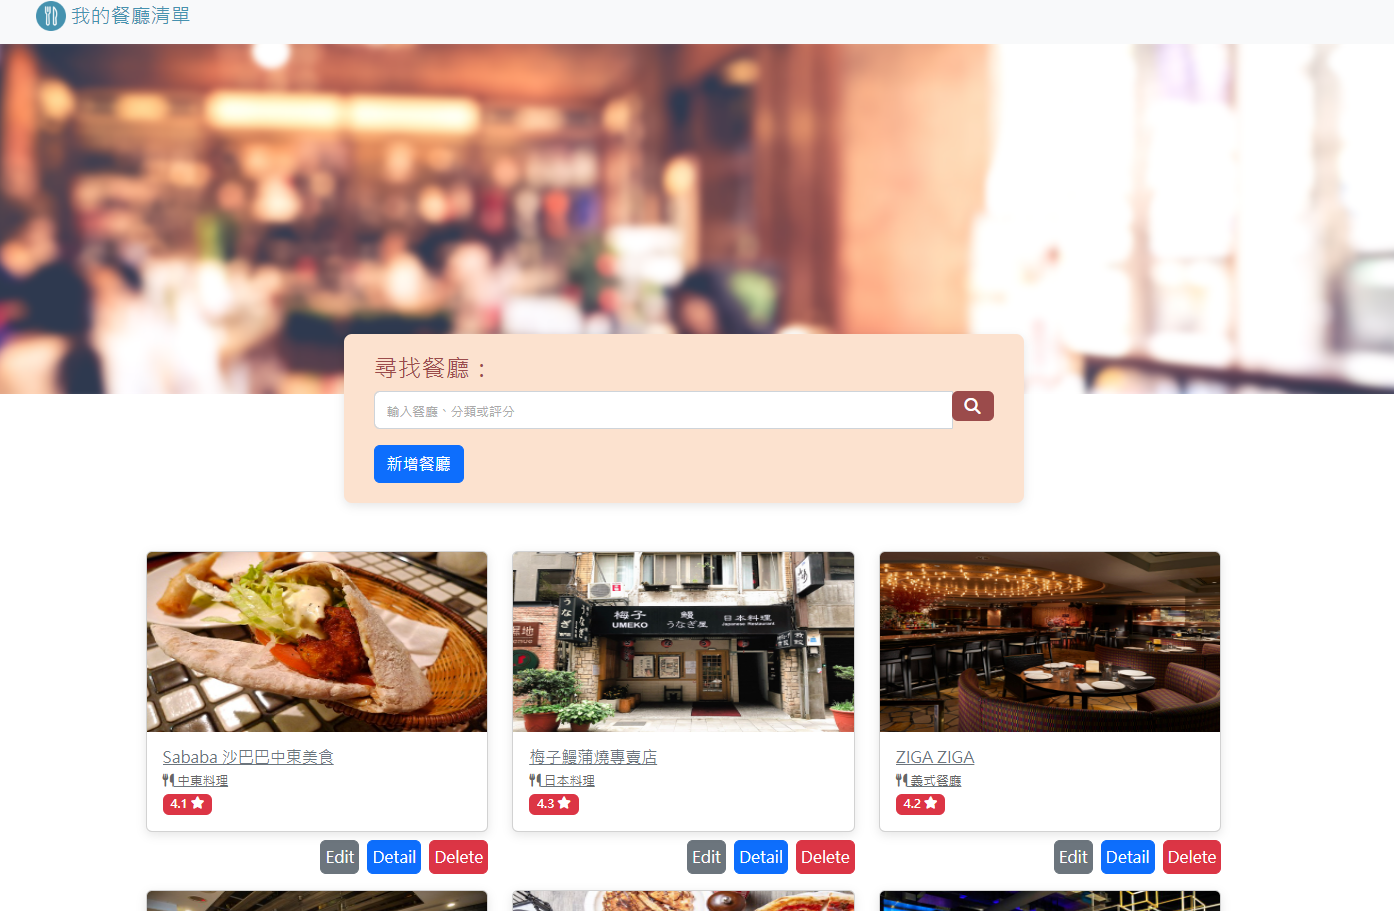 我的餐廳清單
尋找餐廳：
輸入餐廳、分類或評分
新增餐廳
梅子 鰻 日本料理
UMEKO うなぎ屋 Japanese Restaurant
うなぎ
Sababa 沙巴巴中東美食
中東料理
4.1
Edit Detail Delete
梅子鰻蒲燒專賣店
日本料理
4.3
Edit Detail Delete
ZIGA ZIGA
義式餐廳
4.2
Edit Detail Delete